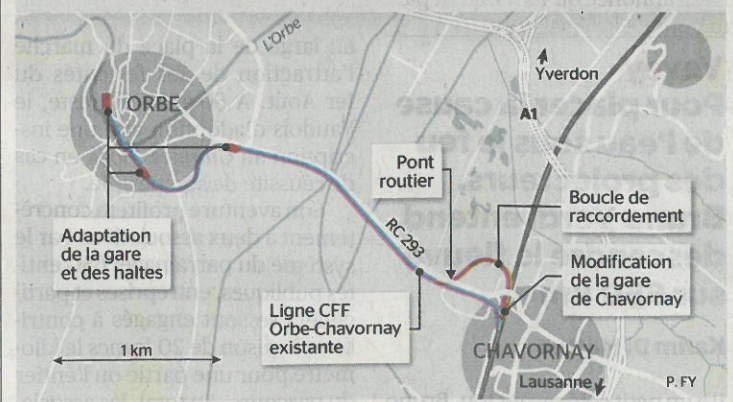 L'Orbe
Yverdon
ORBE
A1
Pont
routier
Boucle de
raccordement
Adaptation
de la gare
et des haltes
RC 293
Modification
de la gare
de Chavornay
Ligne CFF
Orbe-Chavornay
existante
1 km
CHAVORNAY
Lausanne
P. FY